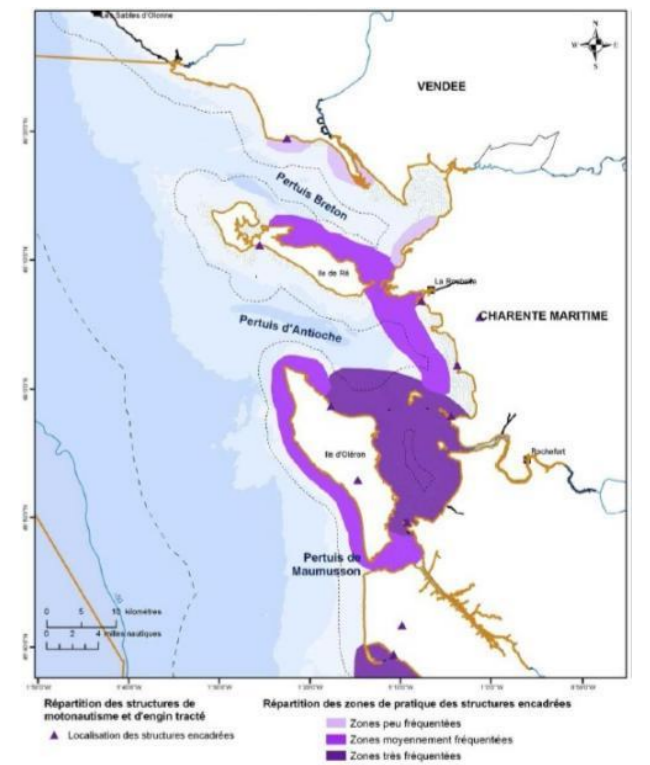 Les Sables d'Olonne
N
W
E
S
VENDEE
Pertuis Breton
Ile de Ré
La Rochelle
CHARENTE MARITIME
Pertuis d'Antioche
Ile d'Oléron
Rochefort
Pertuis de
Maumusson
0 5 10 kilomètres
0 2 4 milles nautiques
Répartition des structures de
motonautisme et d'engin tracté
Localisation des structures encadrées
Répartition des zones de pratique des structures encadrées
Zones peu fréquentées
Zones moyennement fréquentées
Zones très fréquentées